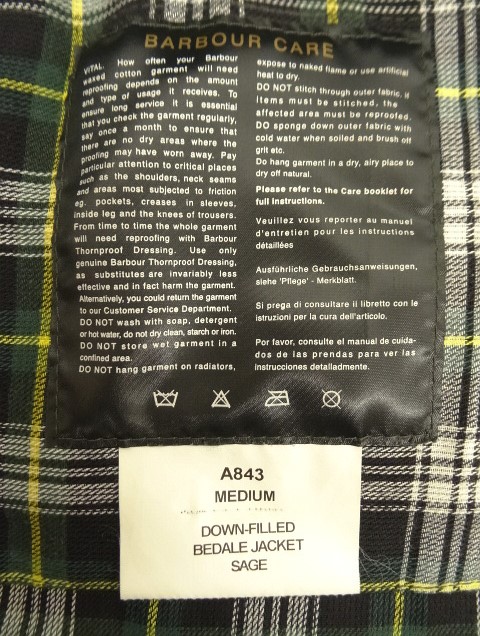 BARBOUR CARE
VITAL. How often your Barbour
waxed cotton garment will need
reproofing depends on the amount
and type of usage it receives. To
ensure long service it is essential
that you check the garment regularly,
say once a month to ensure that
there are no dry areas where the
proofing may have worn away. Pay
particular attention to critical places
such as the shoulders, neck seams
and areas most subjected to friction
eg. pockets, creases in sleeves,
inside leg and the knees of trousers.
From time to time the whole garment
will need reproofing with Barbour
Thornproof Dressing. Use only
genuine Barbour Thornproof Dressing,
as substitutes are invariably less
effective and in fact harm the garment.
Alternatively, you could return the garment
to our Customer Service Department.
DO NOT wash with soap, detergent
or hot water, do not dry clean, starch or iron.
DO NOT store wet garment in a
confined area.
DO NOT hang garment on radiators,
expose to naked flame or use artificial
heat to dry.
DO NOT stitch through outer fabric. If
items must be stitched, the
affected area must be reproofed.
DO sponge down outer fabric with
cold water when soiled and brush off
grit etc.
Do hang garment in a dry, airy place to
dry off natural.
Please refer to the Care booklet for
full instructions.
Veuillez vous reporter au manuel
d'entretien pour les instructions
détaillées
Ausführliche Gebrauchsanweisungen,
siehe 'Pflege' - Merkblatt.
Si prega di consultare il libretto con le
istruzioni per la cura dell'articolo.
Por favor, consulte el manual de cuida-
dos de las prendas para ver las
instrucciones detalladmente.
A843
MEDIUM
DOWN-FILLED
BEDALE JACKET
SAGE